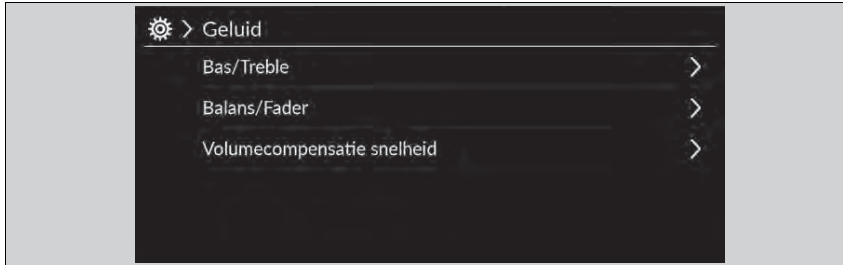 Geluid
Bas/Treble
Balans/Fader
Volumecompensatie snelheid